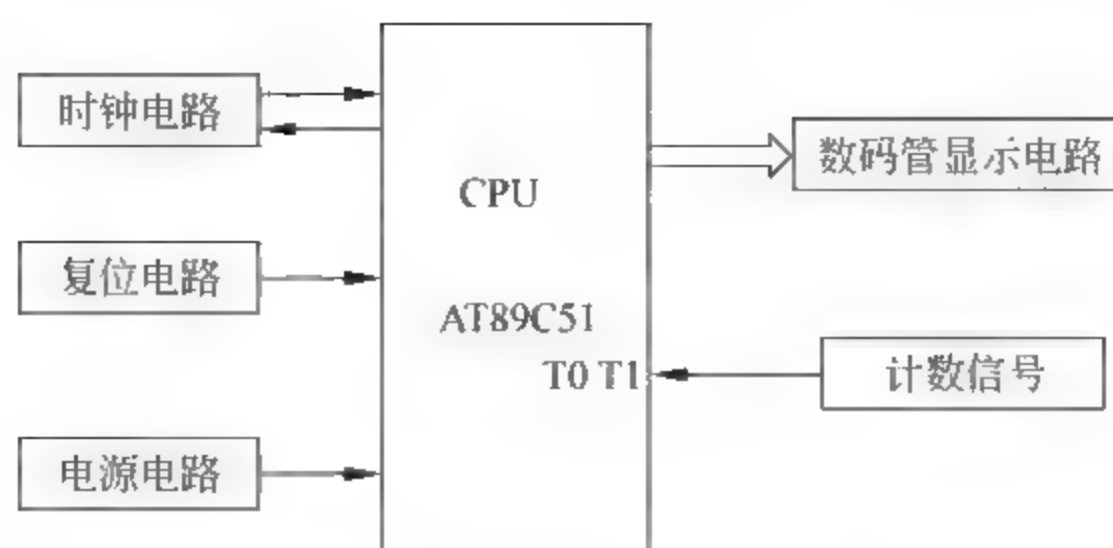 时钟电路
复位电路
电源电路
CPU
AT89C51
T0 T1
数码管显示电路
计数信号